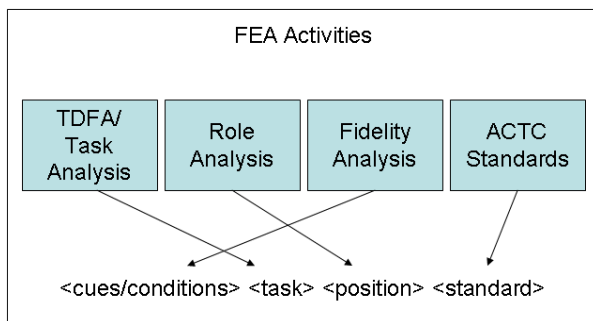 FEA Activities
TDFA/
Task
Analysis
Role
Analysis
Fidelity
Analysis
ACTC
Standards
<cues/conditions> <task> <position> <standard>